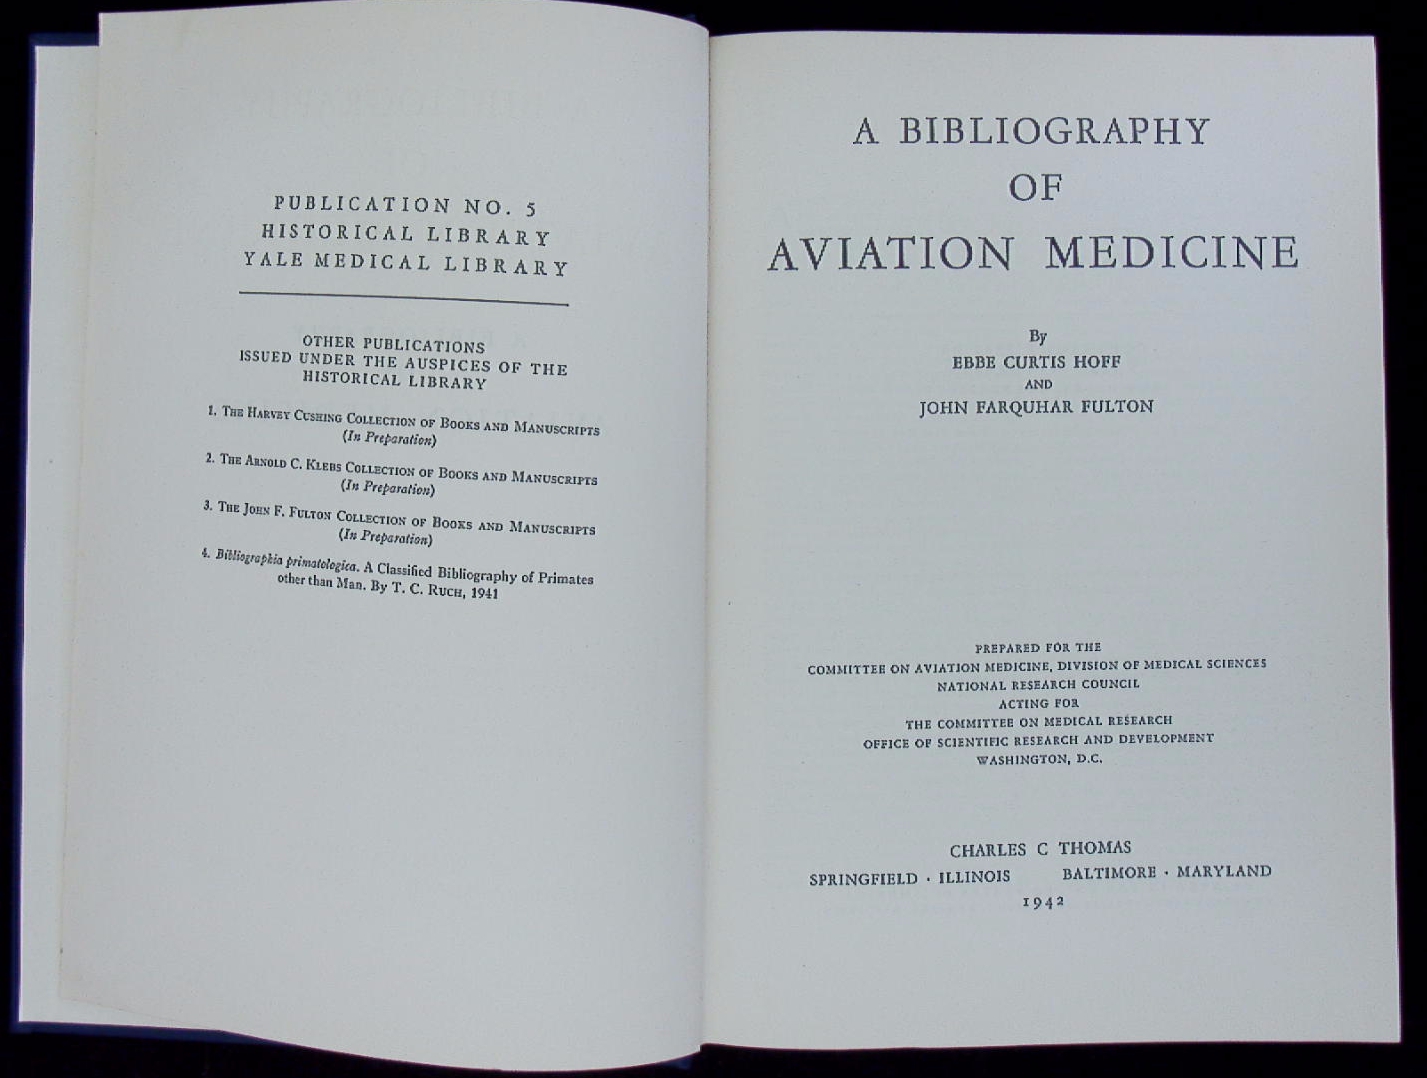 PUBLICATION NO. 5
HISTORICAL LIBRARY
YALE MEDICAL LIBRARY
OTHER PUBLICATIONS
ISSUED UNDER THE AUSPICES OF THE
HISTORICAL LIBRARY
1. THE HARVEY CUSHING COLLECTION OF BOOKS AND MANUSCRIPTS
(In Preparation)
2. THE ARNOLD C. KLEBS COLLECTION OF BOOKS AND MANUSCRIPTS
(In Preparation)
3. THE JOHN F. FULTON COLLECTION OF BOOKS AND MANUSCRIPTS
(In Preparation)
4. Bibliographia primatologica. A Classified Bibliography of Primates
other than Man. By T. C. RUCH, 1941
A BIBLIOGRAPHY
OF
AVIATION MEDICINE
By
EBBE CURTIS HOFF
AND
JOHN FARQUHAR FULTON
PREPARED FOR THE
COMMITTEE ON AVIATION MEDICINE, DIVISION OF MEDICAL SCIENCES
NATIONAL RESEARCH COUNCIL
ACTING FOR
THE COMMITTEE ON MEDICAL RESEARCH
OFFICE OF SCIENTIFIC RESEARCH AND DEVELOPMENT
WASHINGTON, D.C.
CHARLES C THOMAS
SPRINGFIELD · ILLINOIS BALTIMORE · MARYLAND
1942